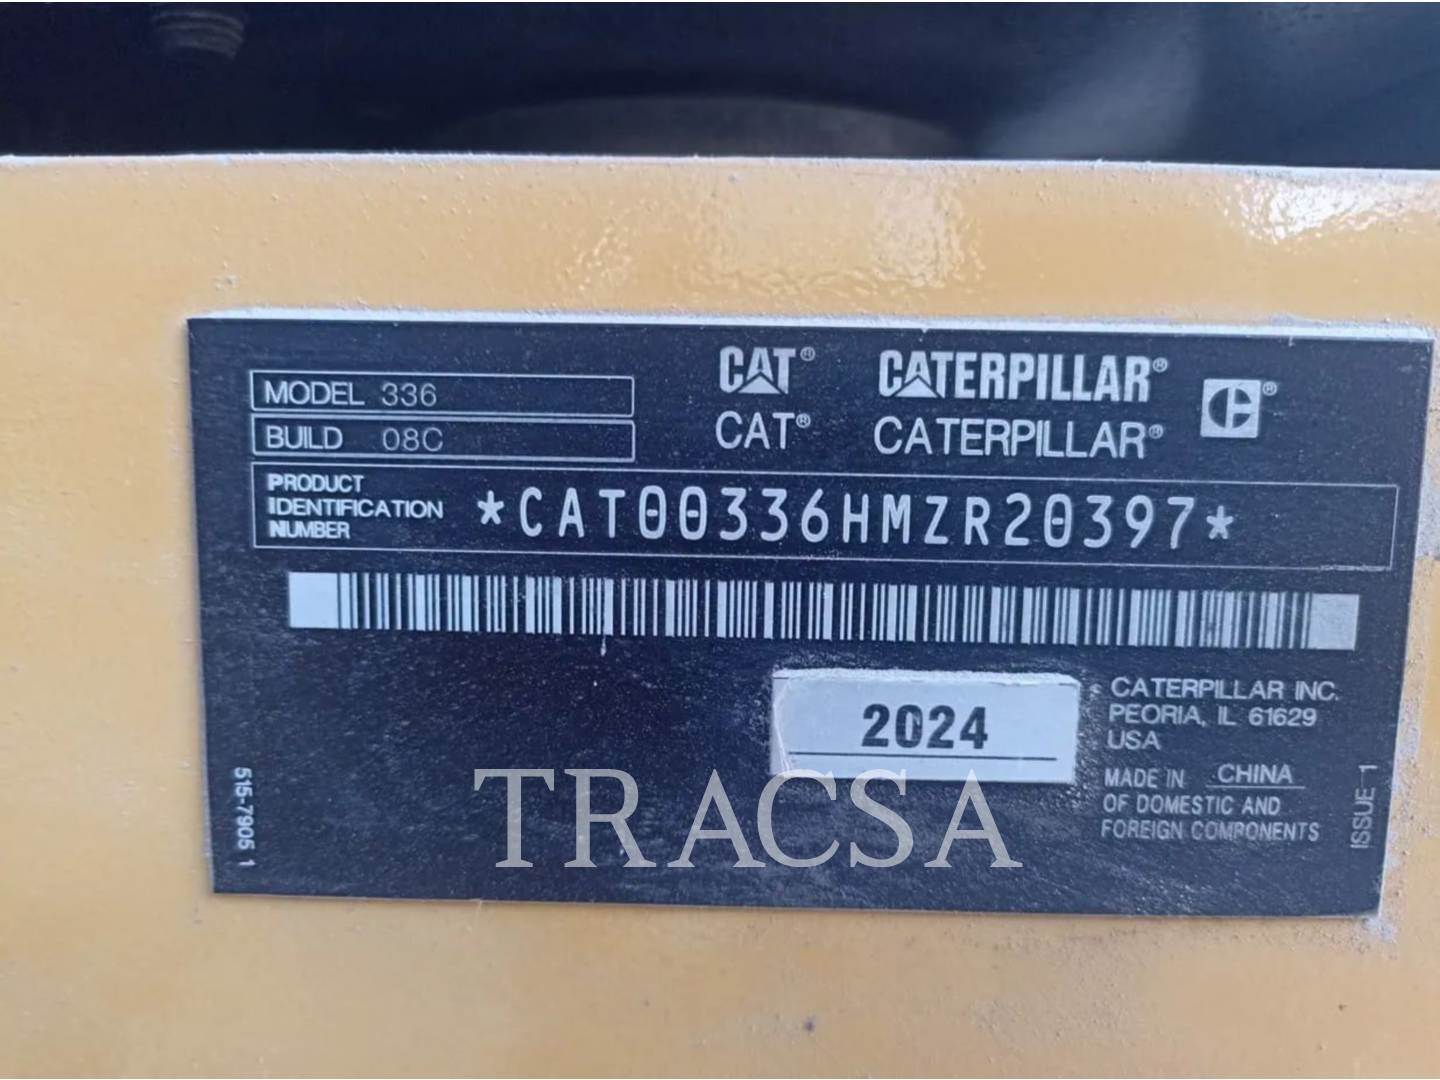 MODEL 336
BUILD 08C
CAT® CATERPILLAR® C®
CAT® CATERPILLAR®
PRODUCT
IDENTIFICATION
NUMBER
*CAT00336HMZR20397*
2024
CATERPILLAR INC.
PEORIA, IL 61629
USA
MADE IN CHINA
OF DOMESTIC AND
FOREIGN COMPONENTS
515-7905 1
ISSUE 1
TRACSA